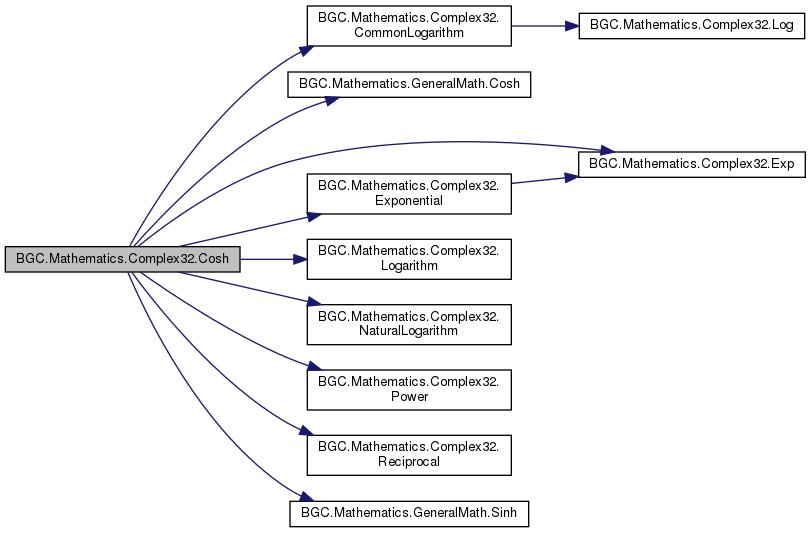 BGC.Mathematics.Complex32.
CommonLogarithm
BGC.Mathematics.Complex32.Log
BGC.Mathematics.GeneralMath.Cosh
BGC.Mathematics.Complex32.Exp
BGC.Mathematics.Complex32.
Exponential
BGC.Mathematics.Complex32.Cosh
BGC.Mathematics.Complex32.
Logarithm
BGC.Mathematics.Complex32.
NaturalLogarithm
BGC.Mathematics.Complex32.
Power
BGC.Mathematics.Complex32.
Reciprocal
BGC.Mathematics.GeneralMath.Sinh